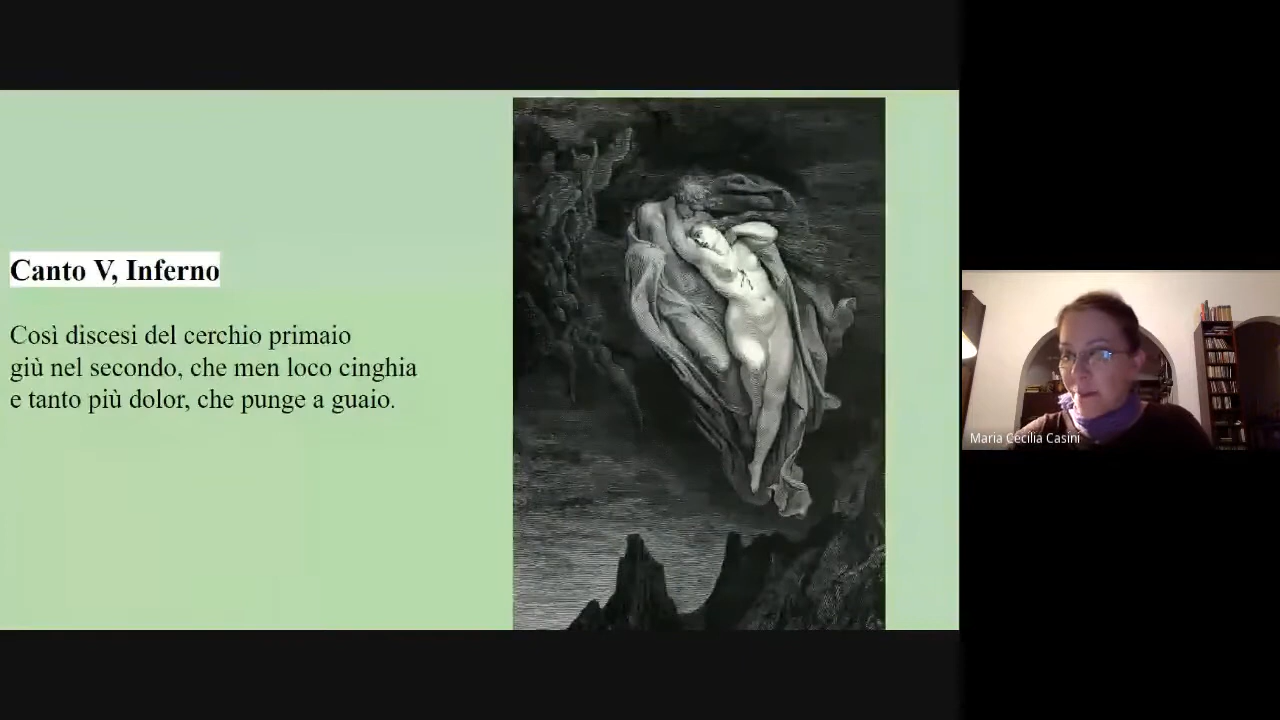 Canto V, Inferno
Così discesi del cerchio primaio
giù nel secondo, che men loco cinghia
e tanto più dolor, che punge a guaio.
Maria Cecilia Casini